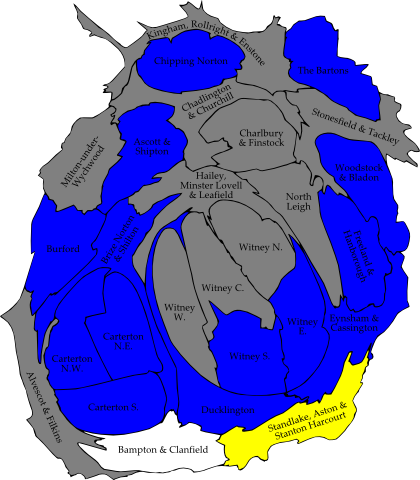 Kingham, Rollright & Enstone
Chipping Norton
The Bartons
Chadlington
& Churchill
Stonesfield & Tackley
Charlbury
& Finstock
Ascott &
Shipton
Milton-under-
Wychwood
Woodstock
& Bladon
Hailey,
Minster Lovell
& Leafield
North
Leigh
Freeland &
Hanborough
Brize Norton
& Shilton
Burford
Witney N.
Witney C.
Witney
W.
Witney
E.
Eynsham &
Cassington
Carterton
N.E.
Carterton
N.W.
Witney S.
Alvescot & Filkins
Carterton S.
Ducklington
Standlake, Aston &
Stanton Harcourt
Bampton & Clanfield